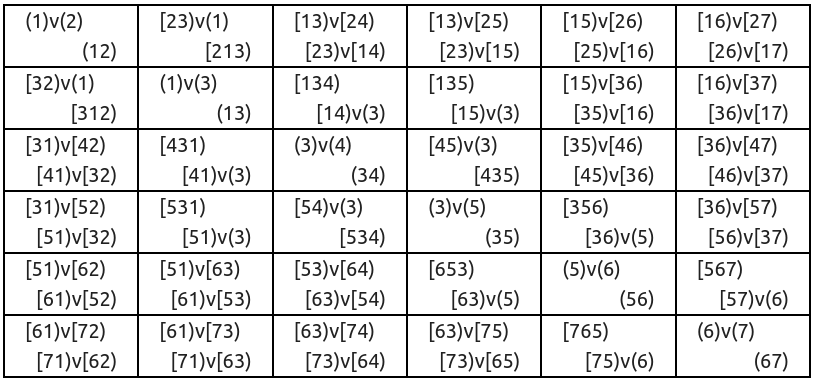 (1)v(2) [23)v(1) [13)v[24) [13)v[25) [15)v[26) [16)v[27)
(12) [213) [23)v[14) [23)v[15) [25)v[16) [26)v[17)
[32)v(1) (1)v(3) [134) [135) [15)v[36) [16)v[37)
[312) (13) [14)v(3) [15)v(3) [35)v[16) [36)v[17)
[31)v[42) [431) (3)v(4) [45)v(3) [35)v[46) [36)v[47)
[41)v[32) [41)v(3) (34) [435) [45)v[36) [46)v[37)
[31)v[52) [531) [54)v(3) (3)v(5) [356) [36)v[57)
[51)v[32) [51)v(3) [534) (35) [36)v(5) [56)v[37)
[51)v[62) [51)v[63) [53)v[64) [653) (5)v(6) [567)
[61)v[52) [61)v[53) [63)v[54) [63)v(5) (56) [57)v(6)
[61)v[72) [61)v[73) [63)v[74) [63)v[75) [765) (6)v(7)
[71)v[62) [71)v[63) [73)v[64) [73)v[65) [75)v(6) (67)